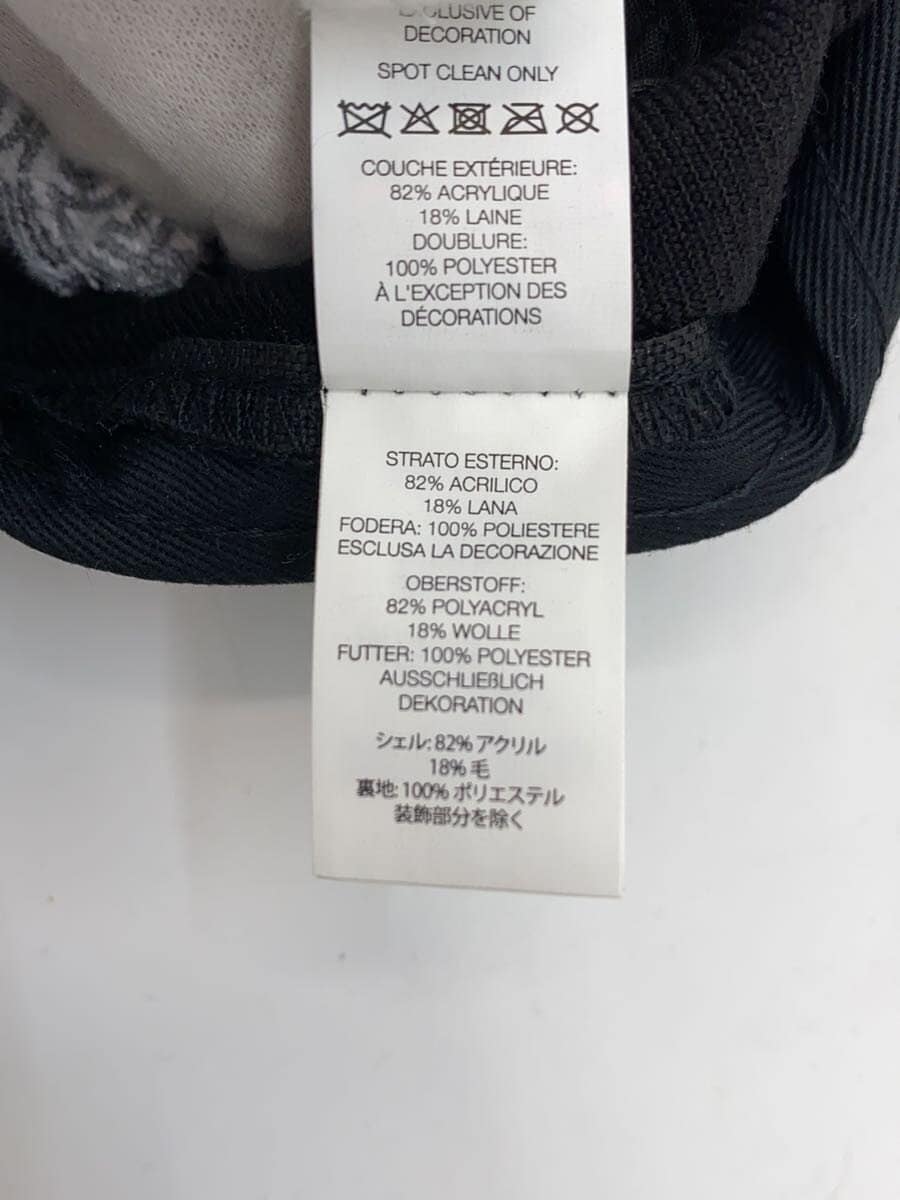 EXCLUSIVE OF
DECORATION
SPOT CLEAN ONLY
COUCHE EXTÉRIEURE:
82% ACRYLIQUE
18% LAINE
DOUBLURE:
100% POLYESTER
À L'EXCEPTION DES
DÉCORATIONS
STRATO ESTERNO:
82% ACRILICO
18% LANA
FODERA: 100% POLIESTERE
ESCLUSA LA DECORAZIONE
OBERSTOFF:
82% POLYACRYL
18% WOLLE
FUTTER: 100% POLYESTER
AUSSCHLIEßLICH
DEKORATION
シェル: 82% アクリル
18% 毛
裏地: 100% ポリエステル
装飾部分を除く